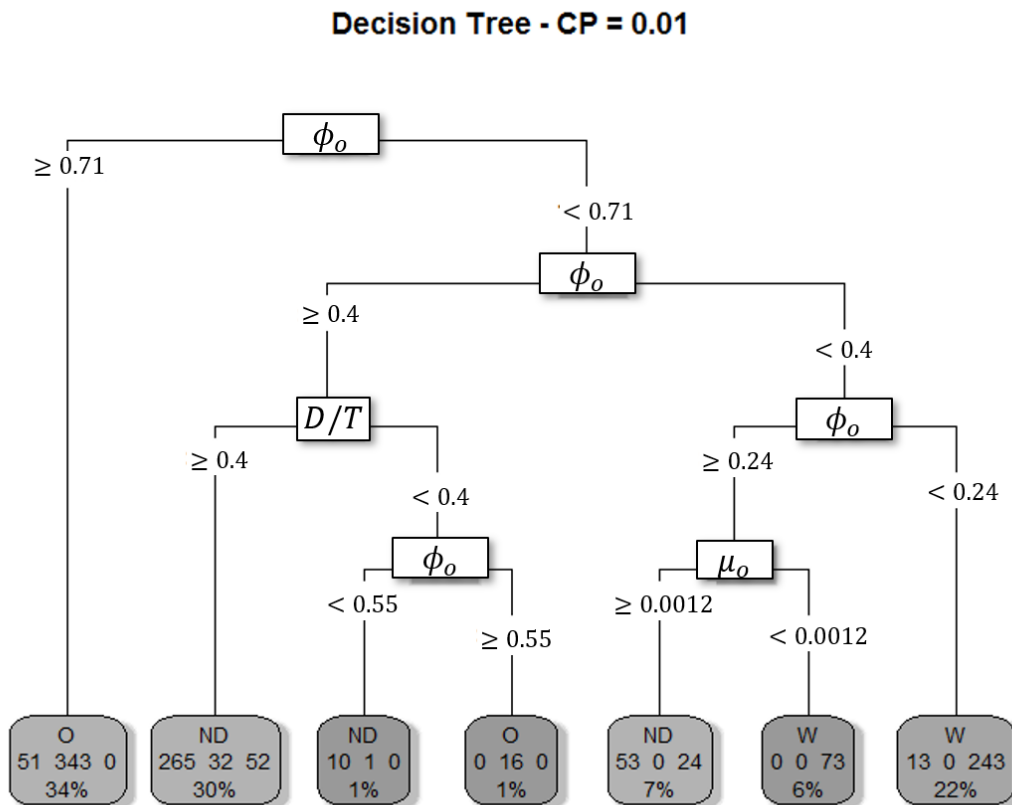 Decision Tree - CP = 0.01
ϕₒ
≥ 0.71
< 0.71
ϕₒ
≥ 0.4
< 0.4
D/T
ϕₒ
≥ 0.4
< 0.4
≥ 0.24
< 0.24
ϕₒ
μₒ
< 0.55
≥ 0.55
≥ 0.0012
< 0.0012
O
51 343 0
34%
ND
265 32 52
30%
ND
10 1 0
1%
O
0 16 0
1%
ND
53 0 24
7%
W
0 0 73
6%
W
13 0 243
22%